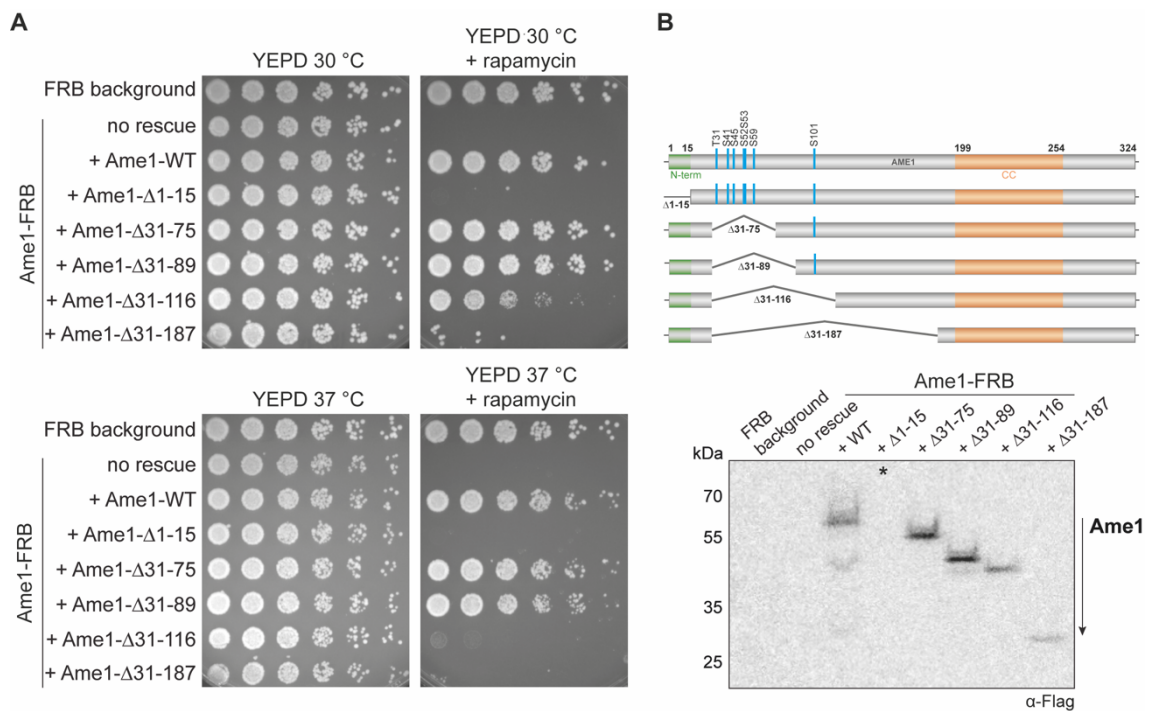 A
YEPD 30 °C
YEPD 30 °C
+ rapamycin
FRB background
no rescue
+ Ame1-WT
+ Ame1-Δ1-15
+ Ame1-Δ31-75
+ Ame1-Δ31-89
+ Ame1-Δ31-116
+ Ame1-Δ31-187
Ame1-FRB
YEPD 37 °C
YEPD 37 °C
+ rapamycin
FRB background
no rescue
+ Ame1-WT
+ Ame1-Δ1-15
+ Ame1-Δ31-75
+ Ame1-Δ31-89
+ Ame1-Δ31-116
+ Ame1-Δ31-187
Ame1-FRB
B
T31
S41
S45
S52S53
S59
S101
1 15 199 254 324
AME1
N-term CC
Δ1-15
Δ31-75
Δ31-89
Δ31-116
Δ31-187
Ame1-FRB
FRB
background
no rescue
+ WT
+ Δ1-15
+ Δ31-75
+ Δ31-89
+ Δ31-116
+ Δ31-187
kDa
*
70
55
35
25
Ame1
α-Flag